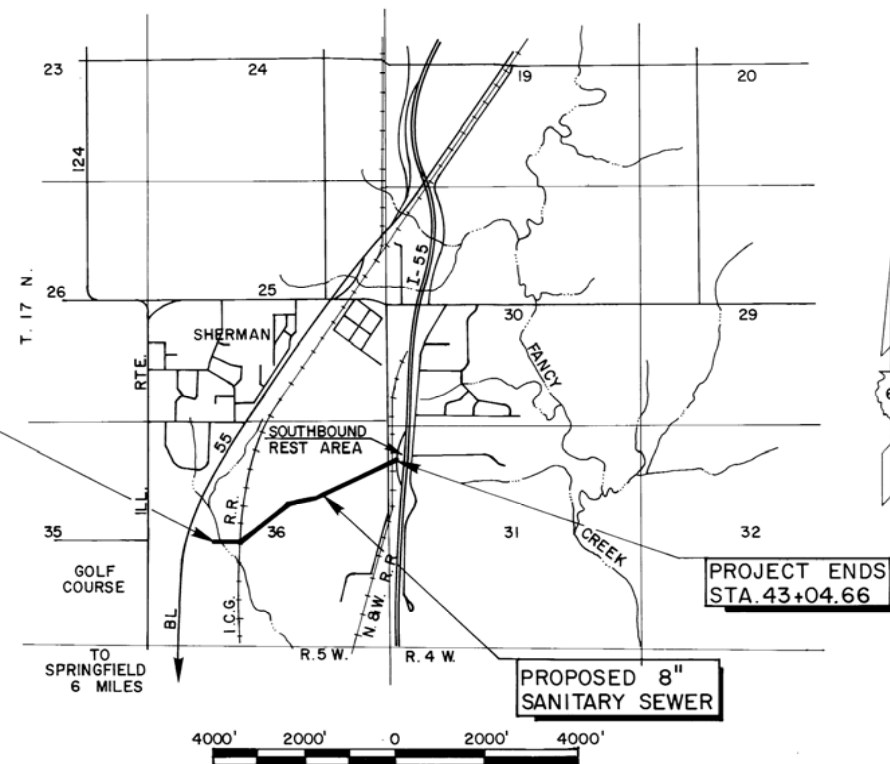 23
24
19
20
124
T. 17 N.
26
25
I-55
30
29
SHERMAN
RTE.
FANCY
55
SOUTHBOUND
REST AREA
ILL.
R.R.
35
36
31
32
CREEK
GOLF
COURSE
PROJECT ENDS
STA.43+04.66
BL
I.C.G.
N.&W. R.R.
TO
SPRINGFIELD
6 MILES
R.5W.
R.4W.
PROPOSED 8"
SANITARY SEWER
4000' 2000' 0 2000' 4000'